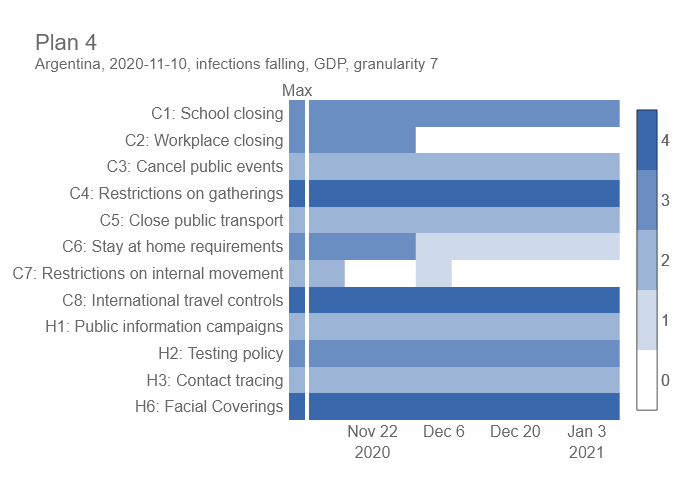 Plan 4
Argentina, 2020-11-10, infections falling, GDP, granularity 7
Max
C1: School closing
C2: Workplace closing
C3: Cancel public events
C4: Restrictions on gatherings
C5: Close public transport
C6: Stay at home requirements
C7: Restrictions on internal movement
C8: International travel controls
H1: Public information campaigns
H2: Testing policy
H3: Contact tracing
H6: Facial Coverings
Nov 22 Dec 6 Dec 20 Jan 3
2020 2021
4
3
2
1
0